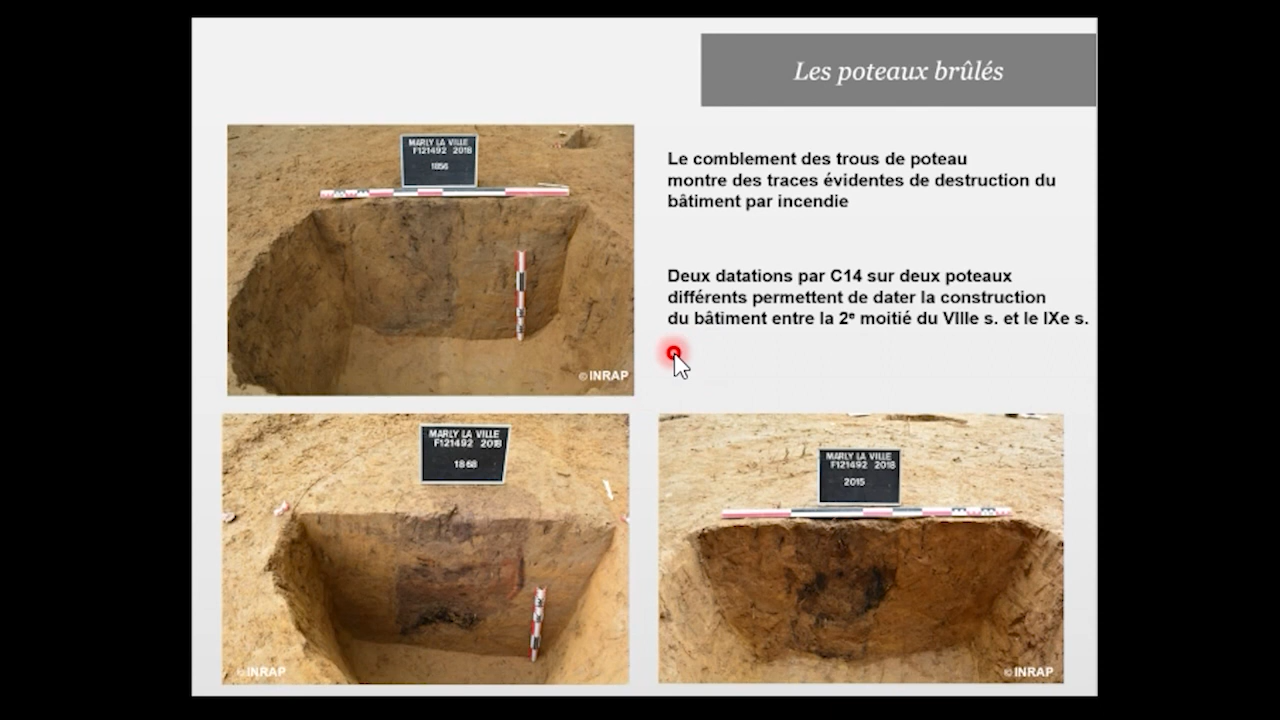 Les poteaux brûlés
MARLY LA VILLE
F121492 2018
1856
© INRAP
Le comblement des trous de poteau
montre des traces évidentes de destruction du
bâtiment par incendie
Deux datations par C14 sur deux poteaux
différents permettent de dater la construction
du bâtiment entre la 2e moitié du VIIIe s. et le IXe s.
MARLY LA VILLE
F121492 2018
1868
© INRAP
MARLY LA VILLE
F121492 2018
2015
© INRAP